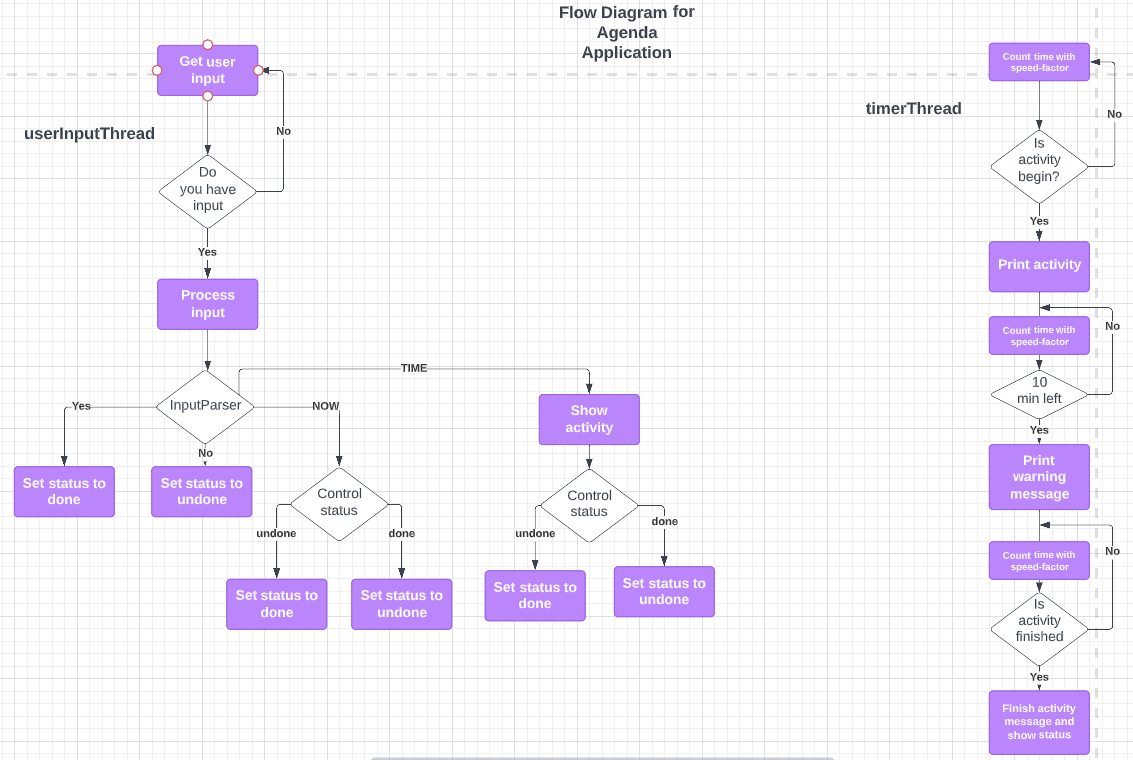 Flow Diagram for
Agenda
Application
userInputThread
Get user
input
No
Do
you have
input
Yes
Process
input
InputParser
Yes
No
NOW
TIME
Set status to
done
Set status to
undone
Control
status
undone
done
Set status to
done
Set status to
undone
Show
activity
Control
status
undone
done
Set status to
done
Set status to
undone
timerThread
Count time with
speed-factor
No
Is
activity
begin?
Yes
Print activity
Count time with
speed-factor
No
10
min left
Yes
Print
warning
message
Count time with
speed-factor
No
Is
activity
finished
Yes
Finish activity
message and
show status